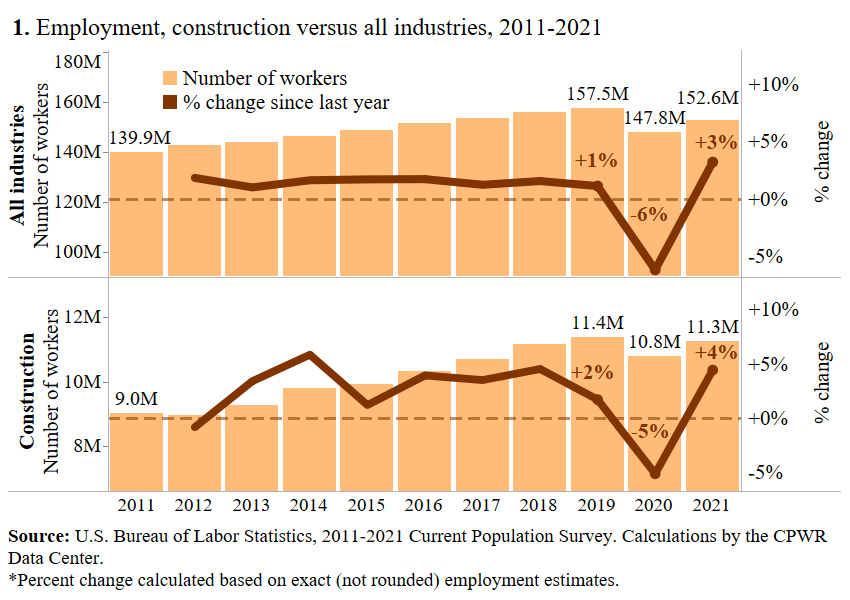 1. Employment, construction versus all industries, 2011-2021
Number of workers
% change since last year
All industries
Number of workers
180M
160M
140M
120M
100M
139.9M
157.5M
147.8M
152.6M
+1%
-6%
+3%
+10%
+5%
+0%
-5%
% change
Construction
Number of workers
12M
10M
8M
9.0M
11.4M
10.8M
11.3M
+2%
-5%
+4%
+10%
+5%
+0%
-5%
% change
2011 2012 2013 2014 2015 2016 2017 2018 2019 2020 2021
Source: U.S. Bureau of Labor Statistics, 2011-2021 Current Population Survey. Calculations by the CPWR
Data Center.
*Percent change calculated based on exact (not rounded) employment estimates.